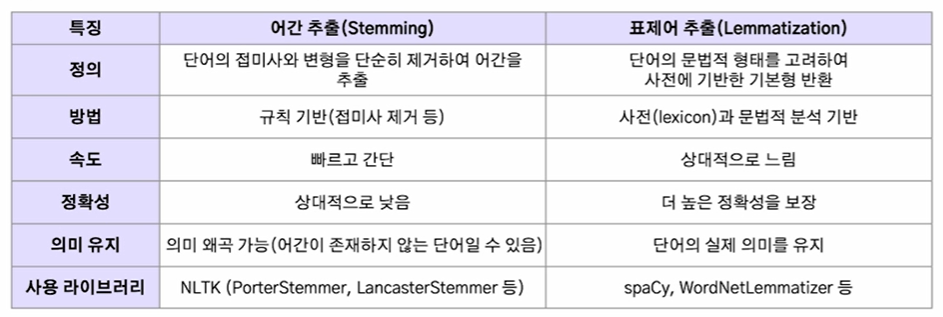 특징 어간 추출(Stemming) 표제어 추출(Lemmatization)
정의 단어의 접미사와 변형을 단순히 제거하여 어간을
추출 단어의 문법적 형태를 고려하여
사전에 기반한 기본형 반환
방법 규칙 기반(접미사 제거 등) 사전(lexicon)과 문법적 분석 기반
속도 빠르고 간단 상대적으로 느림
정확성 상대적으로 낮음 더 높은 정확성을 보장
의미 유지 의미 왜곡 가능(어간이 존재하지 않는 단어일 수 있음) 단어의 실제 의미를 유지
사용 라이브러리 NLTK (PorterStemmer, LancasterStemmer 등) spaCy, WordNetLemmatizer 등